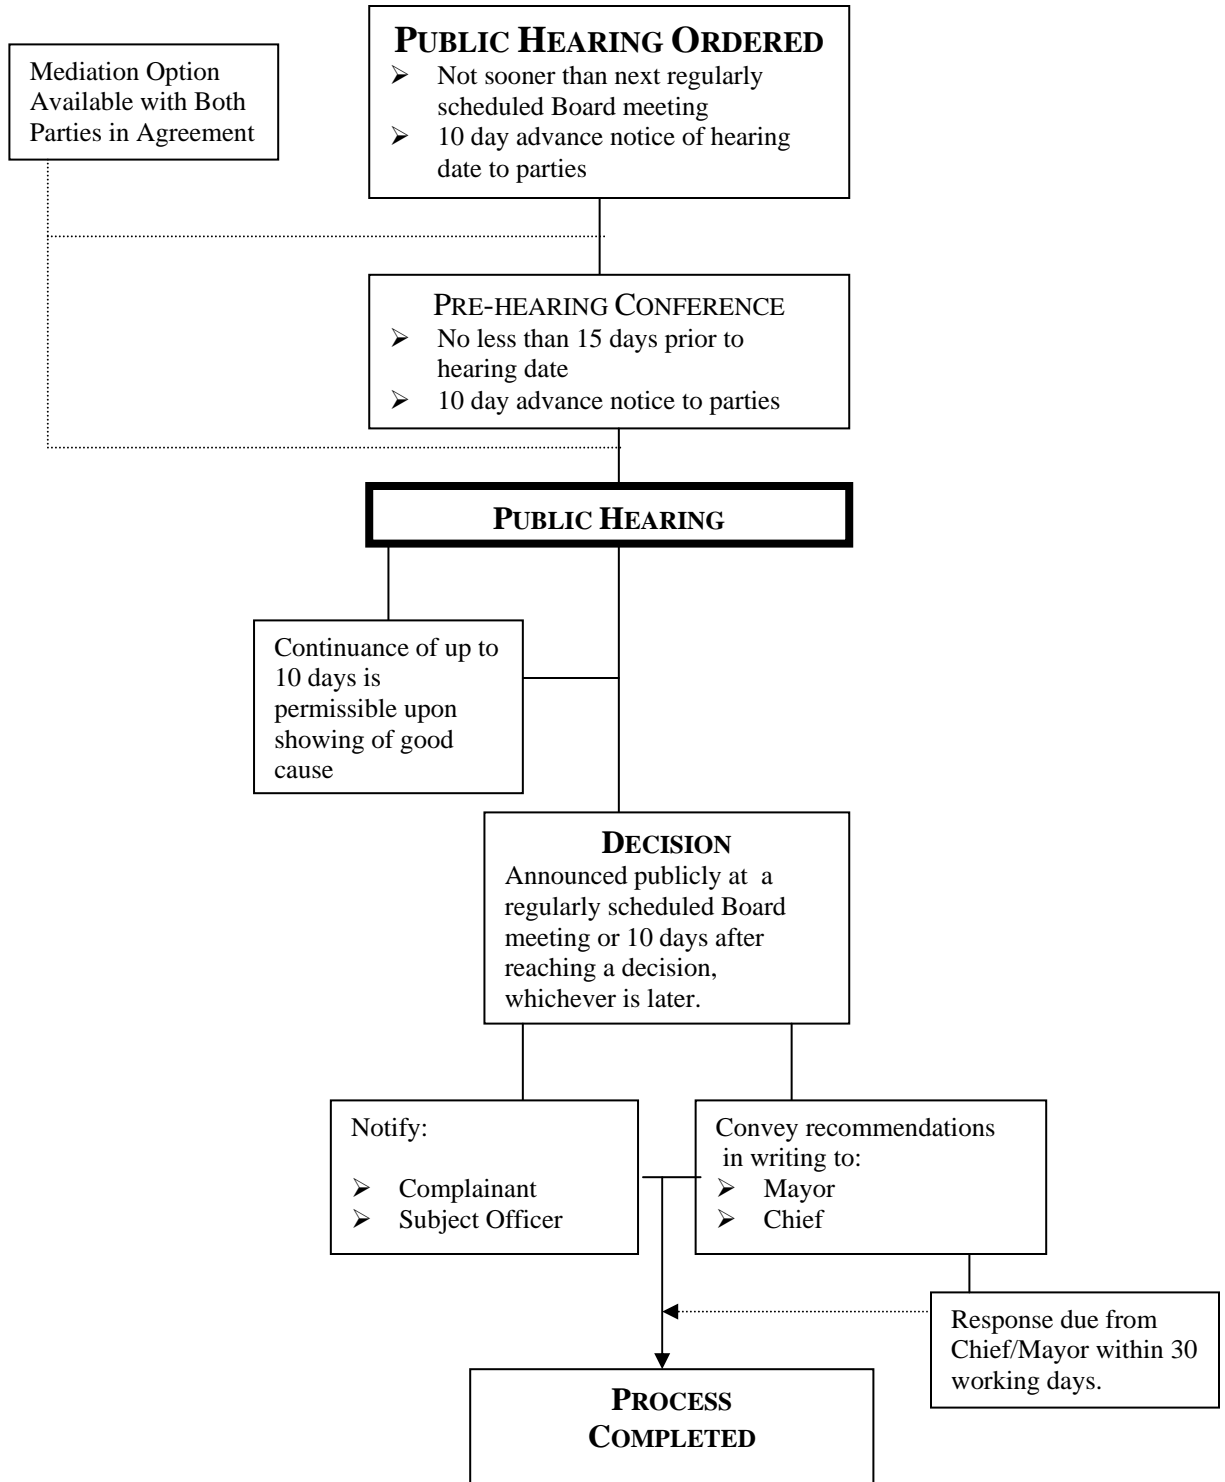 PUBLIC HEARING ORDERED
➢ Not sooner than next regularly
scheduled Board meeting
➢ 10 day advance notice of hearing
date to parties
Mediation Option
Available with Both
Parties in Agreement
PRE-HEARING CONFERENCE
➢ No less than 15 days prior to
hearing date
➢ 10 day advance notice to parties
PUBLIC HEARING
Continuance of up to
10 days is
permissible upon
showing of good
cause
DECISION
Announced publicly at a
regularly scheduled Board
meeting or 10 days after
reaching a decision,
whichever is later.
Notify:
➢ Complainant
➢ Subject Officer
Convey recommendations
in writing to:
➢ Mayor
➢ Chief
Response due from
Chief/Mayor within 30
working days.
PROCESS
COMPLETED